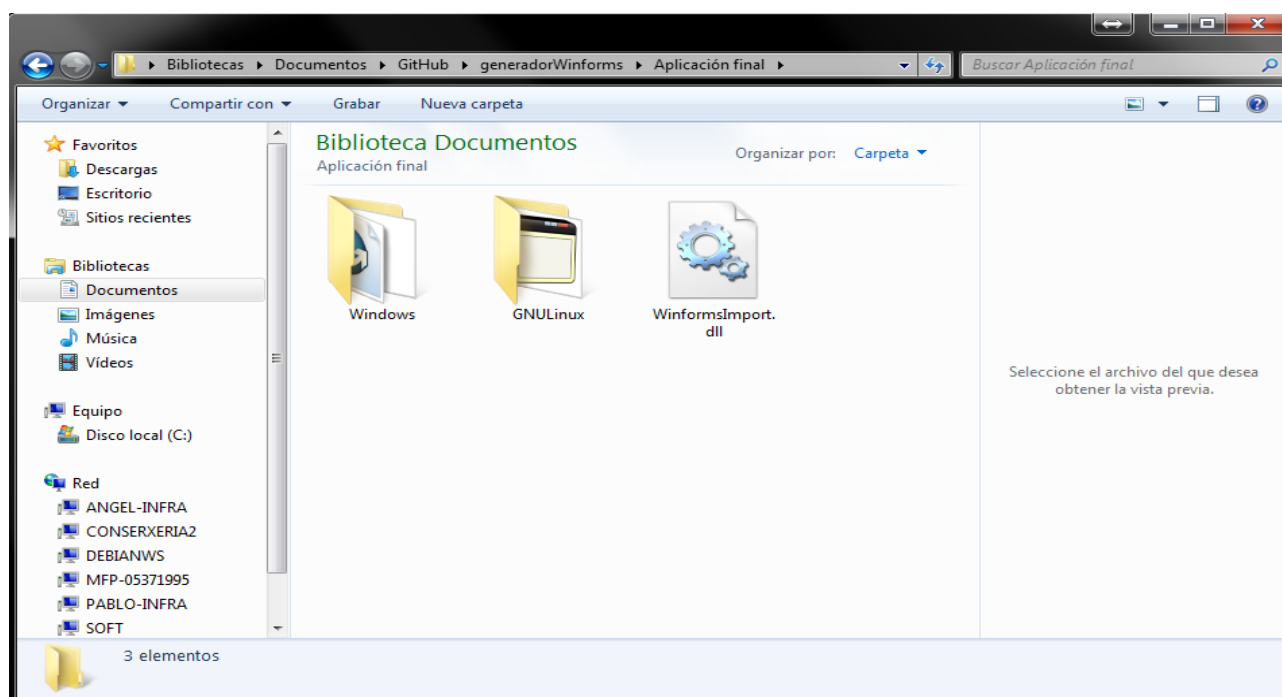 Bibliotecas Documentos GitHub generadorWinforms Aplicación final
Buscar Aplicación final
Organizar Compartir con Grabar Nueva carpeta
Favoritos
Descargas
Escritorio
Sitios recientes
Bibliotecas
Documentos
Imágenes
Música
Vídeos
Equipo
Disco local (C:)
Red
ANGEL-INFRA
CONSERXERIA2
DEBIANWS
MFP-05371995
PABLO-INFRA
SOFT
Biblioteca Documentos
Aplicación final
Organizar por: Carpeta
Windows
GNULinux
WinformsImport.
dll
Seleccione el archivo del que desea
obtener la vista previa.
3 elementos